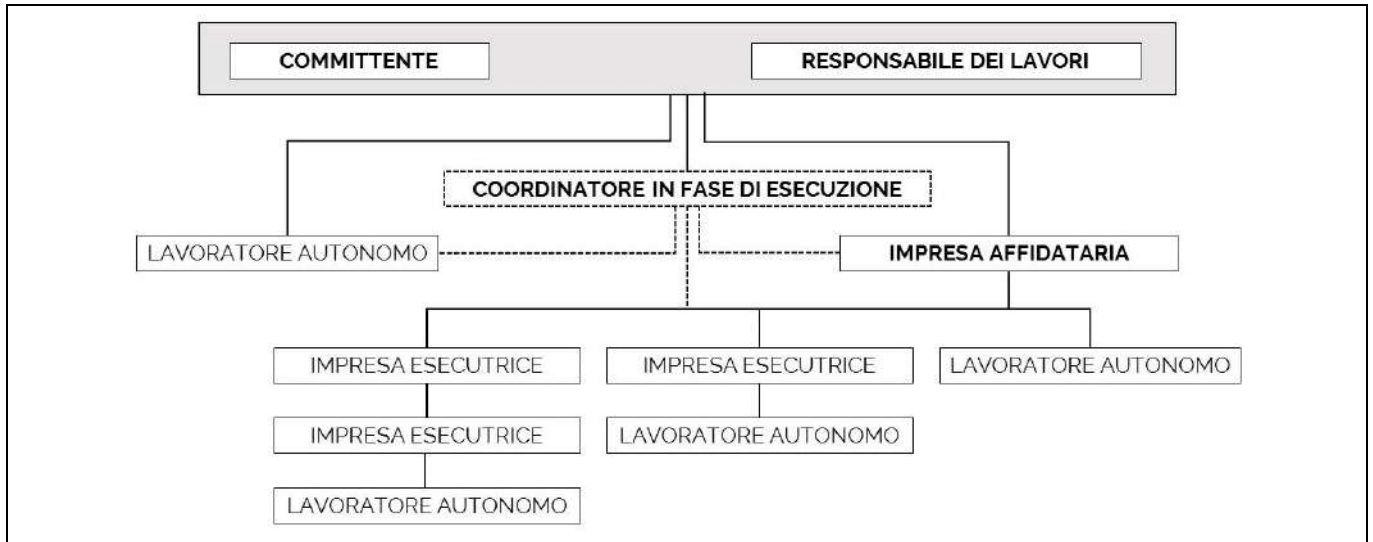 COMMITTENTE
RESPONSABILE DEI LAVORI
COORDINATORE IN FASE DI ESECUZIONE
LAVORATORE AUTONOMO
IMPRESA AFFIDATARIA
IMPRESA ESECUTRICE
IMPRESA ESECUTRICE
LAVORATORE AUTONOMO
IMPRESA ESECUTRICE
LAVORATORE AUTONOMO
LAVORATORE AUTONOMO